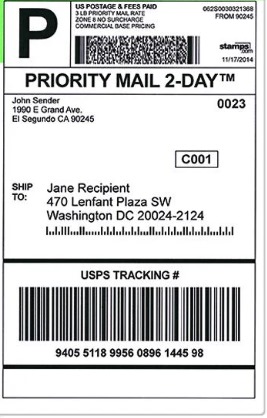 P
US POSTAGE & FEES PAID
3 LB PRIORITY MAIL RATE
ZONE 8 NO SURCHARGE
COMMERCIAL BASE PRICING
062S0000321368
FROM 90245
stamps.com
11/17/2014
PRIORITY MAIL 2-DAY™
John Sender
1990 E Grand Ave.
El Segundo CA 90245
0023
C001
SHIP
TO:
Jane Recipient
470 Lenfant Plaza SW
Washington DC 20024-2124
USPS TRACKING #
9405 5118 9956 0896 1445 98